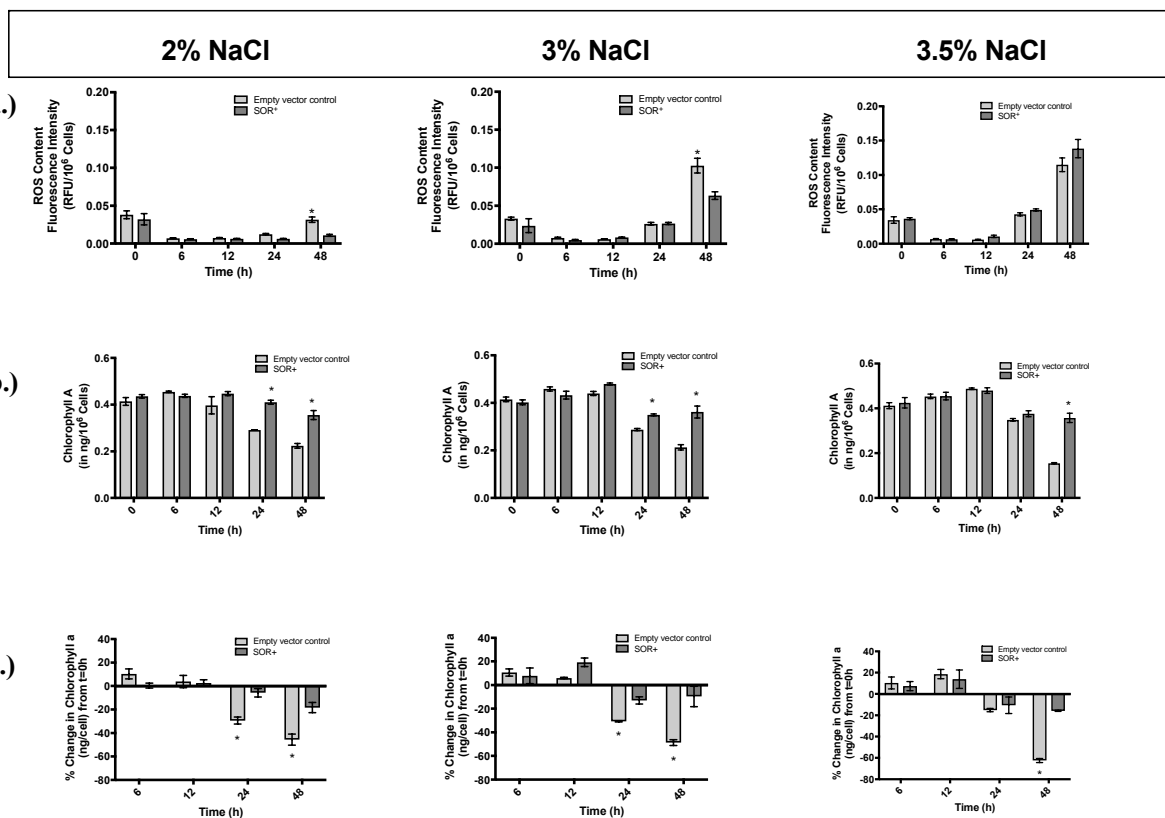 2% NaCl 3% NaCl 3.5% NaCl
.)
ROS Content
Fluorescence Intensity
(RFU/10⁶ Cells)
0.20
0.15
0.10
0.05
0.00
Empty vector control
SOR⁺
*
0 6 12 24 48
Time (h)
ROS Content
Fluorescence Intensity
(RFU/10⁶ Cells)
0.20
0.15
0.10
0.05
0.00
Empty vector control
SOR⁺
*
0 6 12 24 48
Time (h)
ROS Content
Fluorescence Intensity
(RFU/10⁶ Cells)
0.20
0.15
0.10
0.05
0.00
Empty vector control
SOR⁺
0 6 12 24 48
Time (h)
.)
Chlorophyll A
(in ng/10⁶ Cells)
0.6
0.4
0.2
0.0
Empty vector control
SOR+
* *
0 6 12 24 48
Time (h)
Chlorophyll A
(in ng/10⁶ Cells)
0.6
0.4
0.2
0.0
Empty vector control
SOR+
* *
0 6 12 24 48
Time (h)
Chlorophyll A
(in ng/10⁶ Cells)
0.6
0.4
0.2
0.0
Empty vector control
SOR+
*
0 6 12 24 48
Time (h)
.)
% Change in Chlorophyll a
(ng/cell) from t=0h
40
20
0
-20
-40
-60
-80
Empty vector control
SOR+
* *
6 12 24 48
Time (h)
% Change in Chlorophyll a
(ng/cell) from t=0h
40
20
0
-20
-40
-60
-80
Empty vector control
SOR+
* *
6 12 24 48
Time (h)
% Change in Chlorophyll a
(ng/cell) from t=0h
40
20
0
-20
-40
-60
-80
Empty vector control
SOR+
*
6 12 24 48
Time (h)